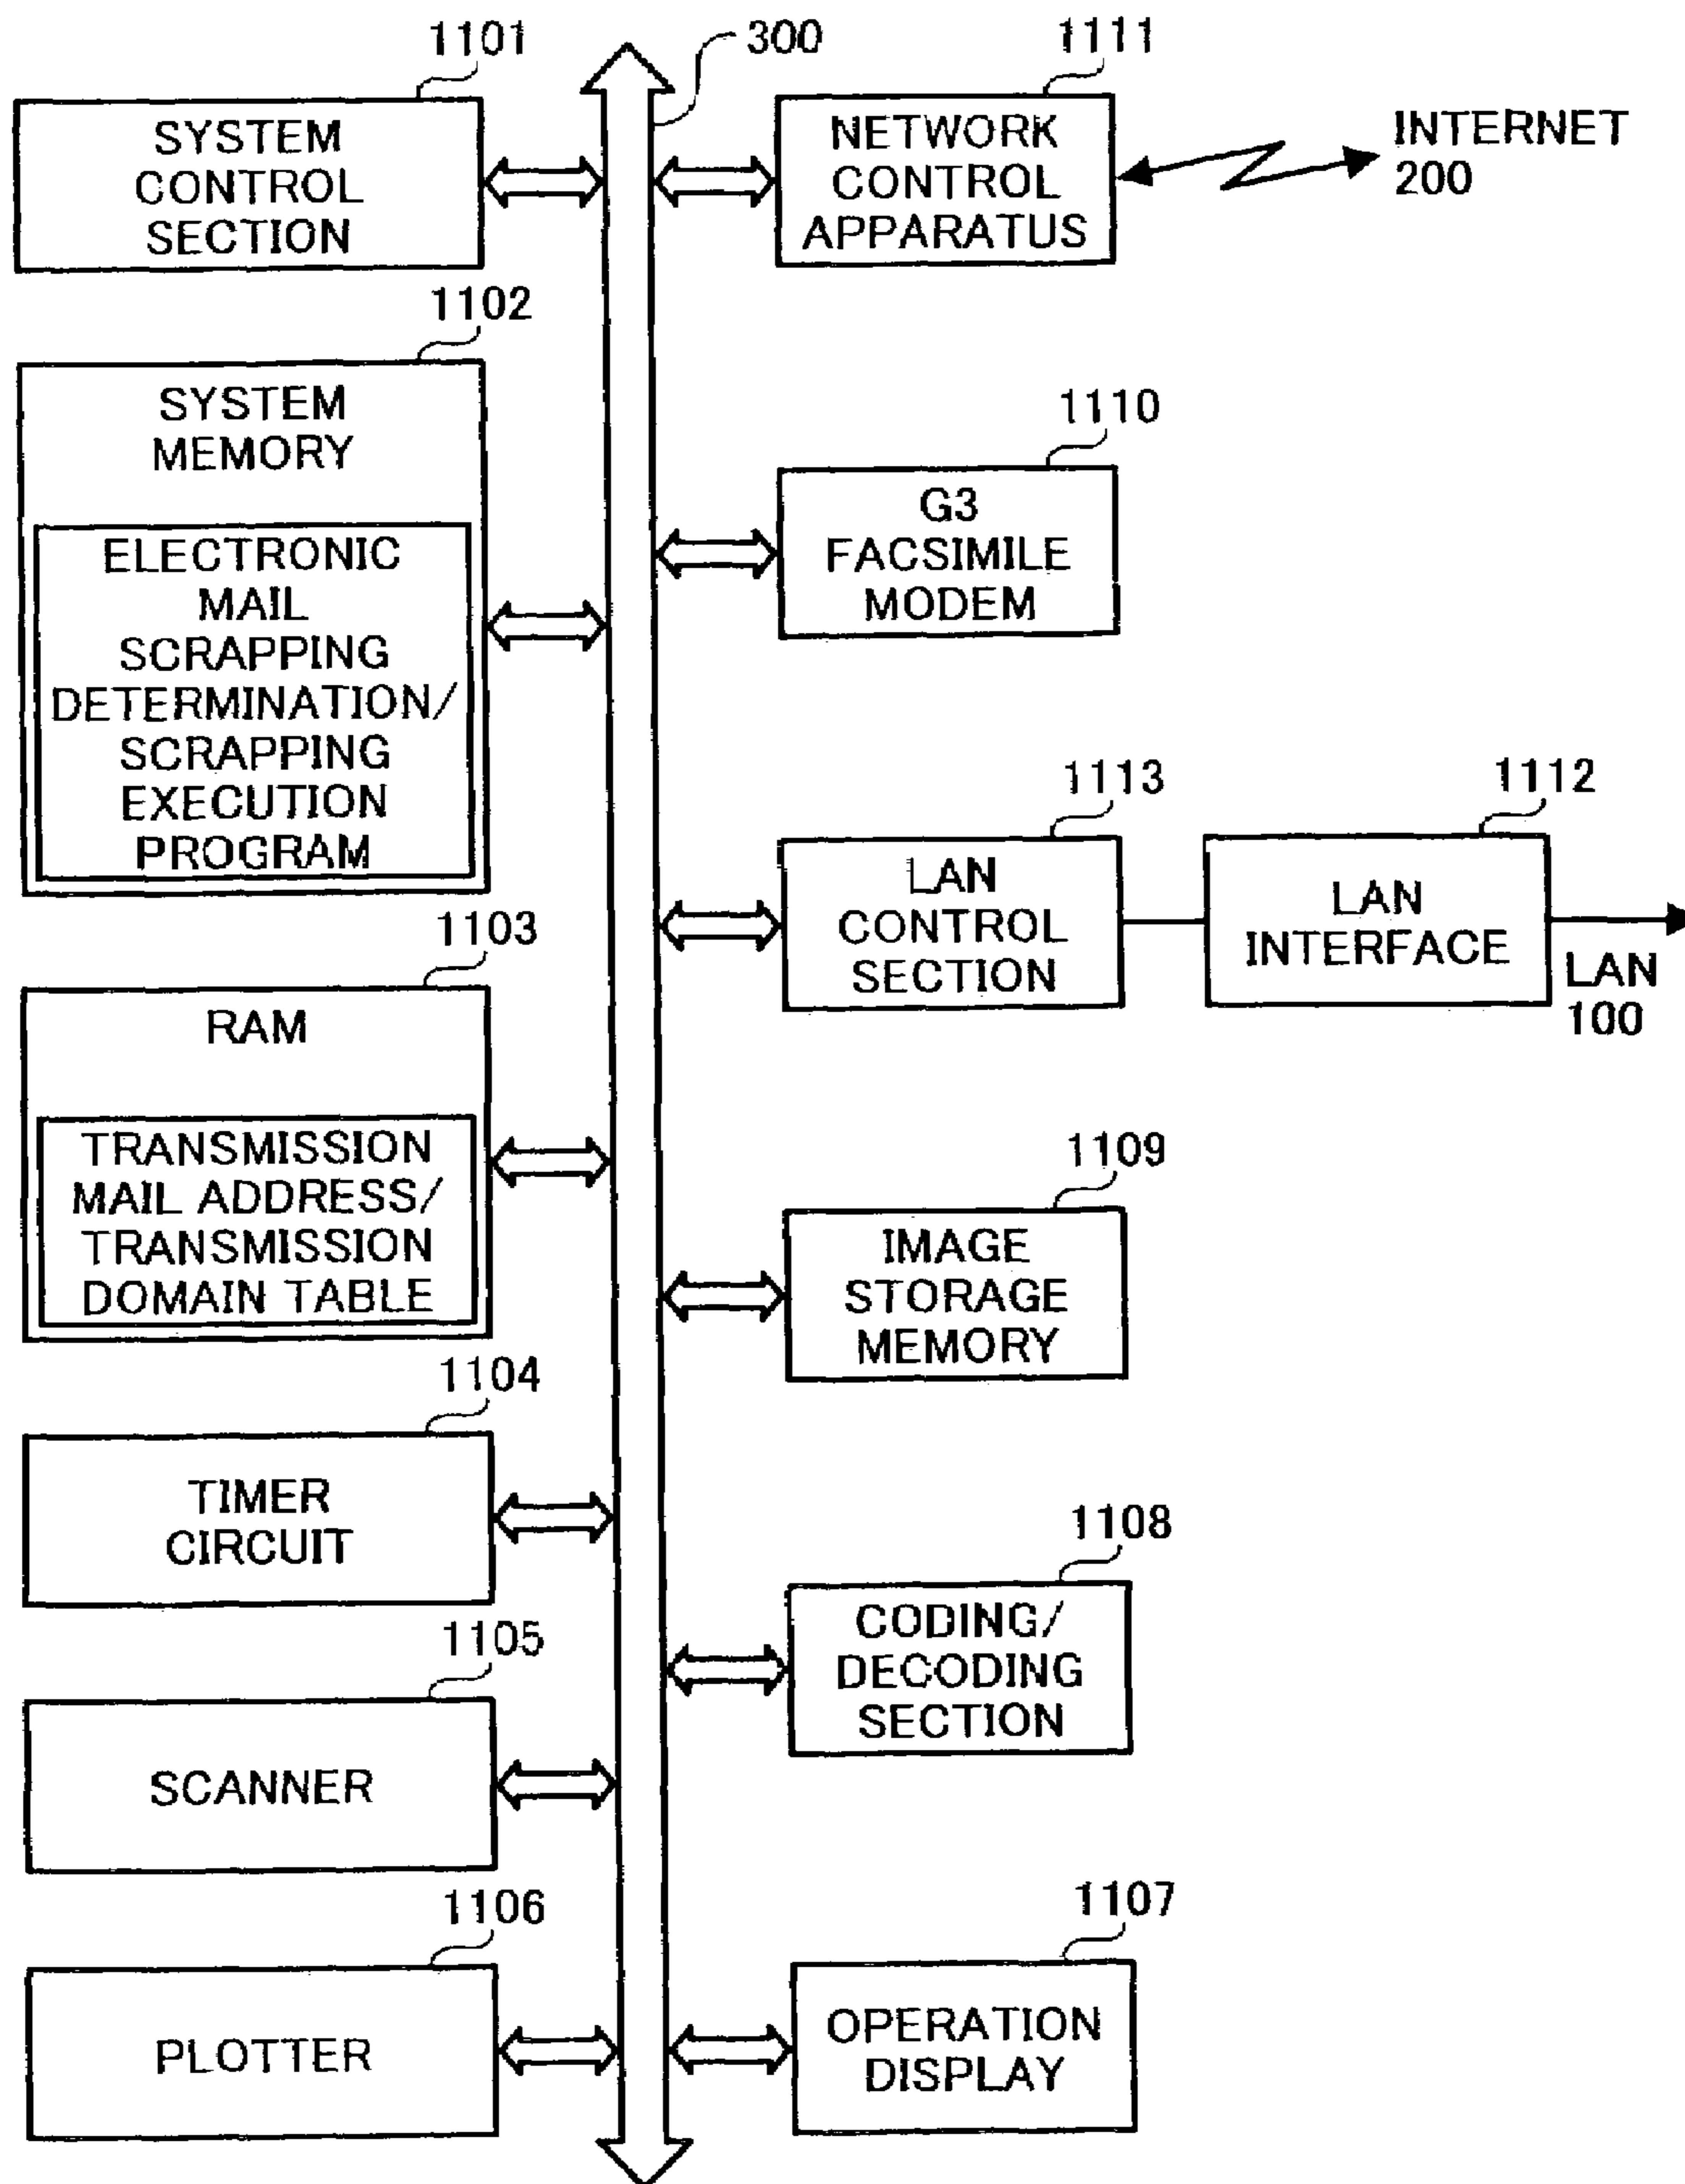 1101
SYSTEM
CONTROL
SECTION
300
1111
NETWORK
CONTROL
APPARATUS
INTERNET
200
1102
SYSTEM
MEMORY
ELECTRONIC
MAIL
SCRAPPING
DETERMINATION/
SCRAPPING
EXECUTION
PROGRAM
1110
G3
FACSIMILE
MODEM
1113
LAN
CONTROL
SECTION
1112
LAN
INTERFACE
LAN
100
1103
RAM
TRANSMISSION
MAIL ADDRESS/
TRANSMISSION
DOMAIN TABLE
1109
IMAGE
STORAGE
MEMORY
1104
TIMER
CIRCUIT
1108
CODING/
DECODING
SECTION
1105
SCANNER
1106
PLOTTER
1107
OPERATION
DISPLAY